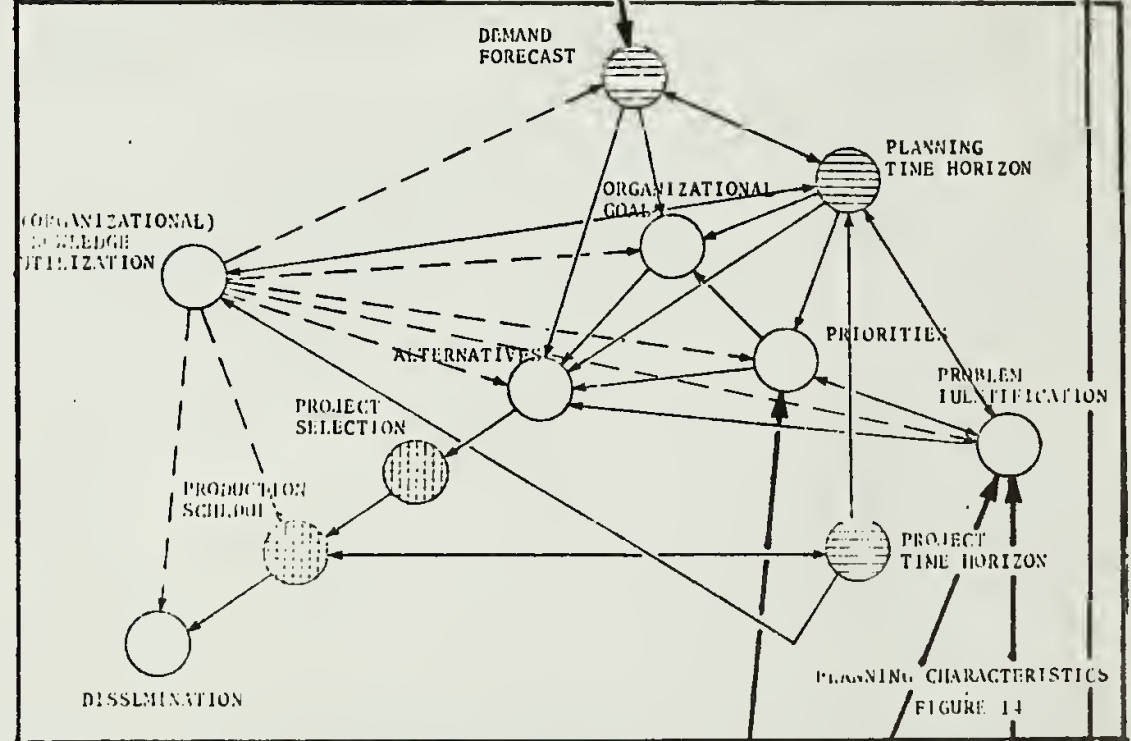 DEMAND
FORECAST
PLANNING
TIME HORIZON
ORGANIZATIONAL
GOAL
(ORGANIZATIONAL)
UTILIZATION
ALTERNATIVES
PRIORITIES
PROBLEM
PROJECT
SELECTION
PRODUCTION
PROJECT
TIME HORIZON
PLANNING CHARACTERISTICS
FIGURE 14
DISSEMINATION